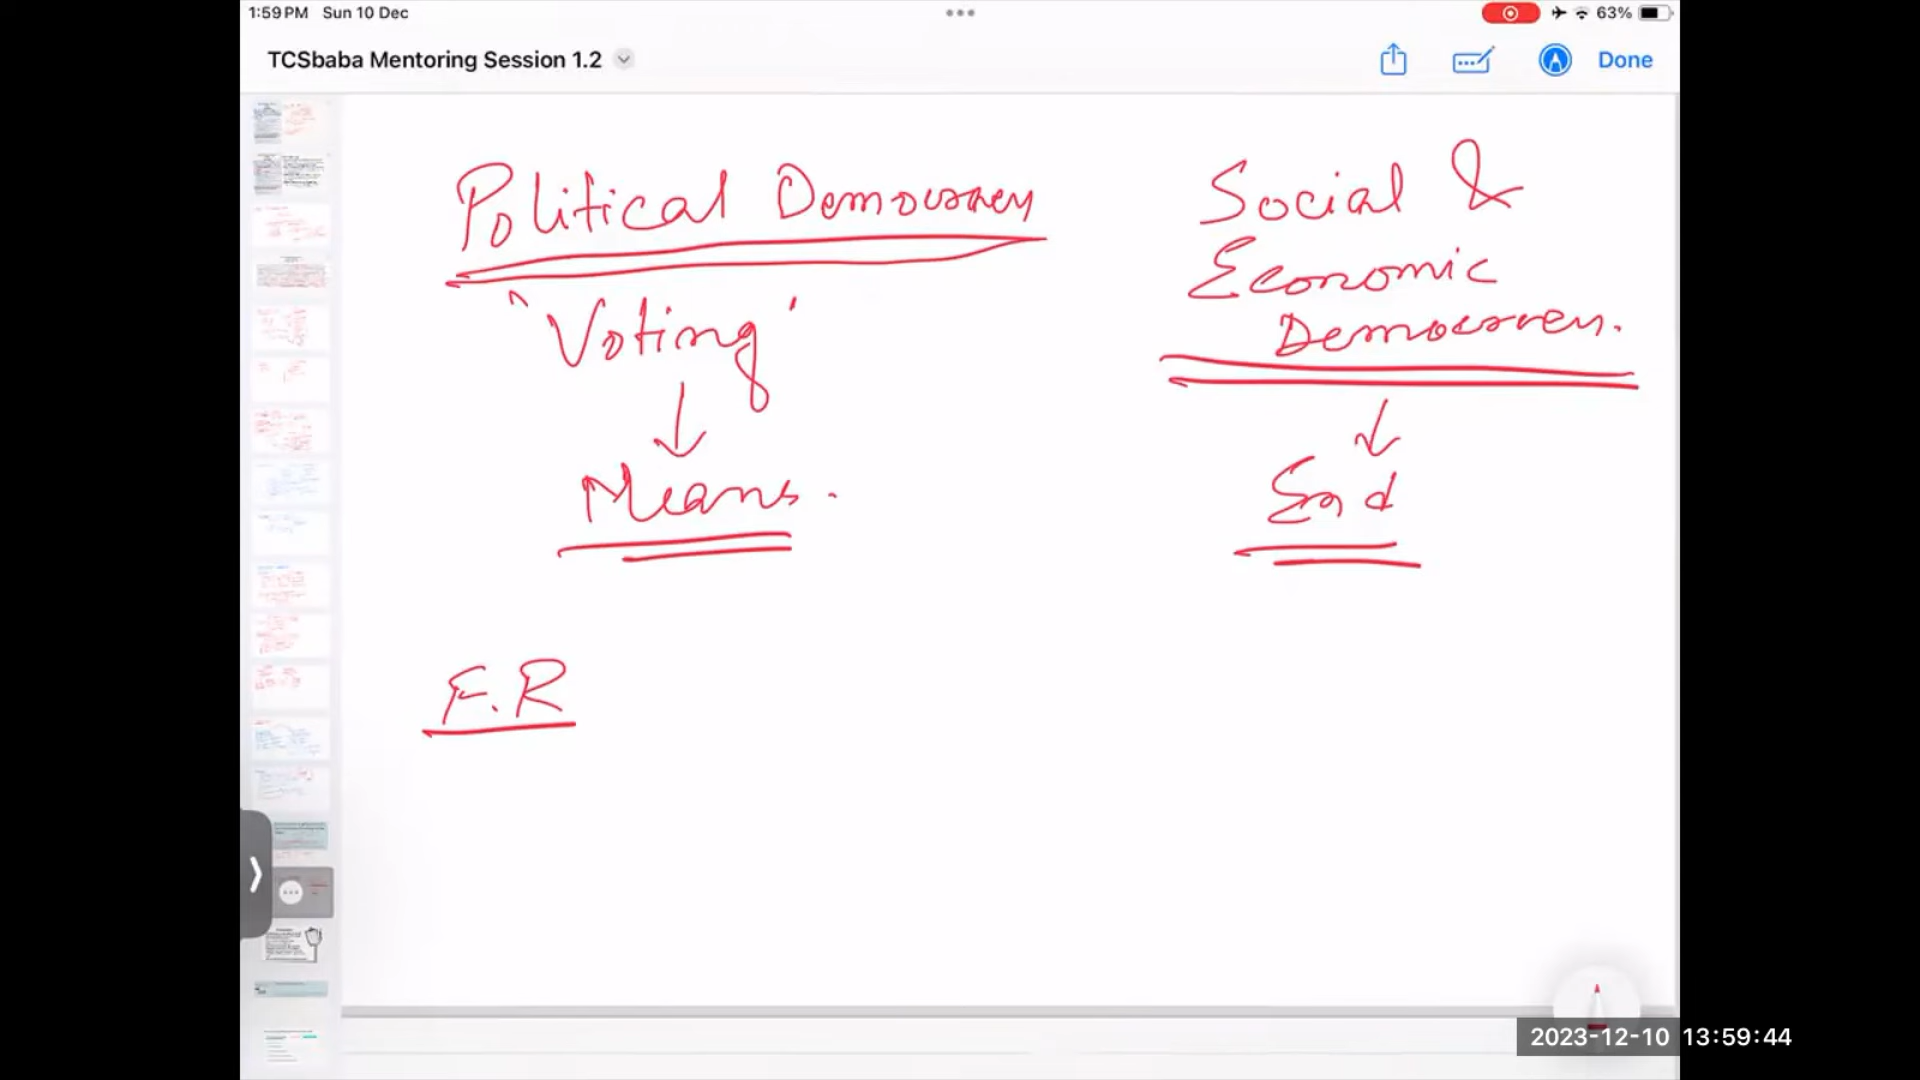 1:59 PM Sun 10 Dec
63%
TCSbaba Mentoring Session 1.2
Done
Political Democracy
"Voting"
Means.
Social &
Economic
Democracy.
End
F.R
2023-12-10 13:59:44